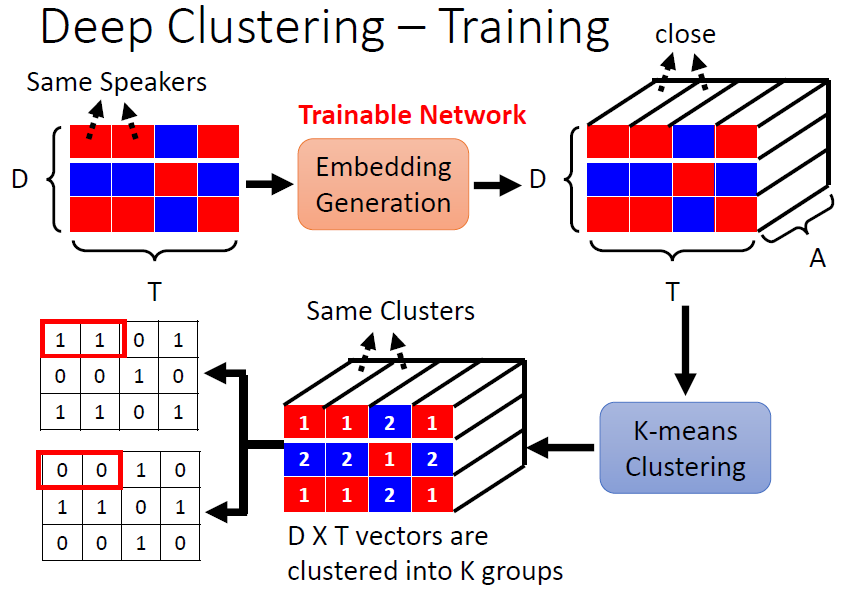 Deep Clustering – Training
close
Same Speakers
Trainable Network
D
Embedding
Generation
D
A
T
T
Same Clusters
1 1 0 1
0 0 1 0
1 1 0 1
1 1 2 1
2 2 1 2
1 1 2 1
K-means
Clustering
0 0 1 0
1 1 0 1
0 0 1 0
D X T vectors are
clustered into K groups